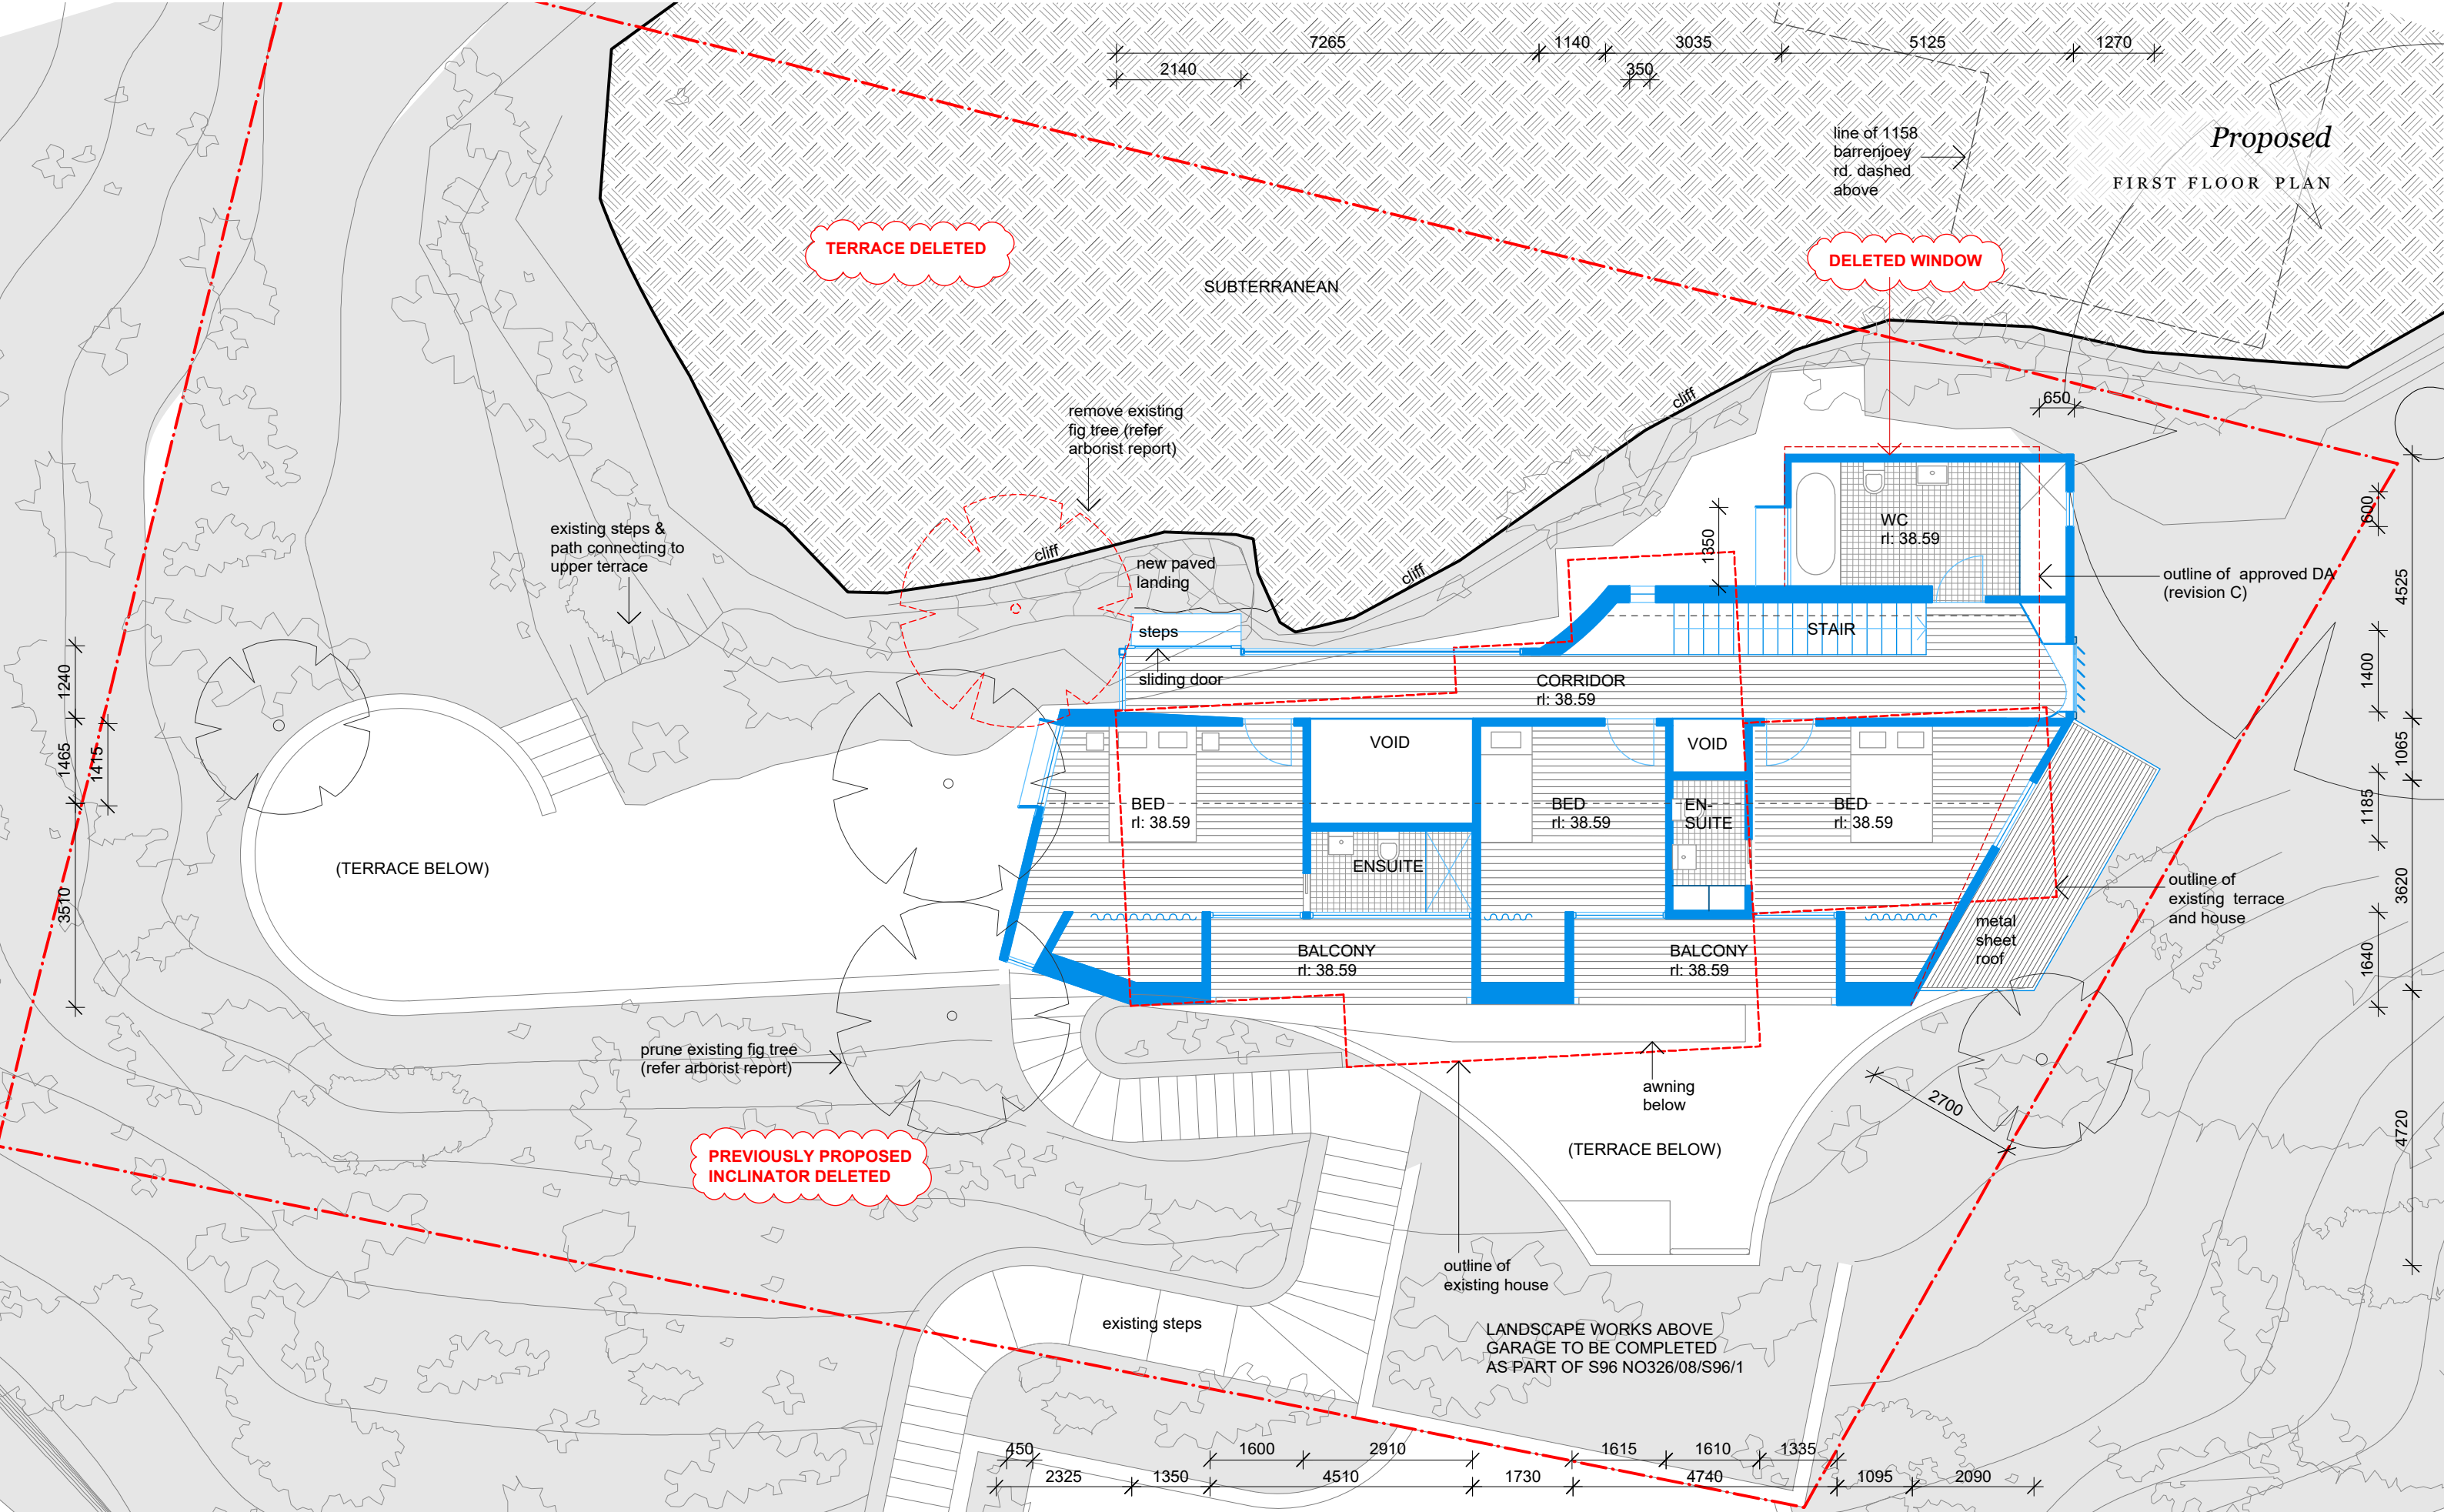 7265
1140
3035
5125
1270
2140
350
line of 1158
barrenjoey
rd. dashed
above
Proposed
FIRST FLOOR PLAN
TERRACE DELETED
DELETED WINDOW
SUBTERRANEAN
cliff
650
remove existing
fig tree (refer
arborist report)
existing steps &
path connecting to
upper terrace
cliff
new paved
landing
cliff
1350
WC
rl: 38.59
600
4525
outline of approved DA
(revision C)
steps
STAIR
sliding door
CORRIDOR
rl: 38.59
1240
1400
1465
1415
VOID
VOID
1065
BED
rl: 38.59
BED
rl: 38.59
EN-
SUITE
BED
rl: 38.59
1185
(TERRACE BELOW)
ENSUITE
3510
outline of
existing terrace
and house
3620
metal
sheet
roof
BALCONY
rl: 38.59
BALCONY
rl: 38.59
1640
prune existing fig tree
(refer arborist report)
awning
below
2700
4720
PREVIOUSLY PROPOSED
INCLINATOR DELETED
(TERRACE BELOW)
outline of
existing house
existing steps
LANDSCAPE WORKS ABOVE
GARAGE TO BE COMPLETED
AS PART OF S96 NO326/08/S96/1
450
1600
2910
1615
1610
1335
2325
1350
4510
1730
4740
1095
2090